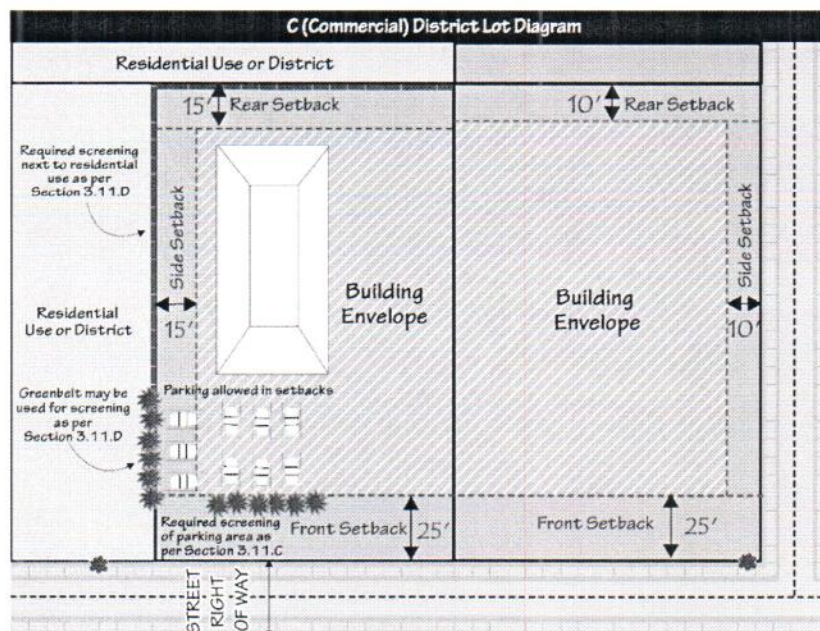 C (Commercial) District Lot Diagram
Residential Use or District
15'
Rear Setback
10'
Rear Setback
Required screening
next to residential
use as per
Section 3.11.D
Side Setback
15'
Building
Envelope
Building
Envelope
Side Setback
10'
Residential
Use or District
Parking allowed in setbacks
Greenbelt may be
used for screening
as per
Section 3.11.D
Required screening
of parking area as
per Section 3.11.C
Front Setback
25'
Front Setback
25'
STREET
RIGHT
OF WAY